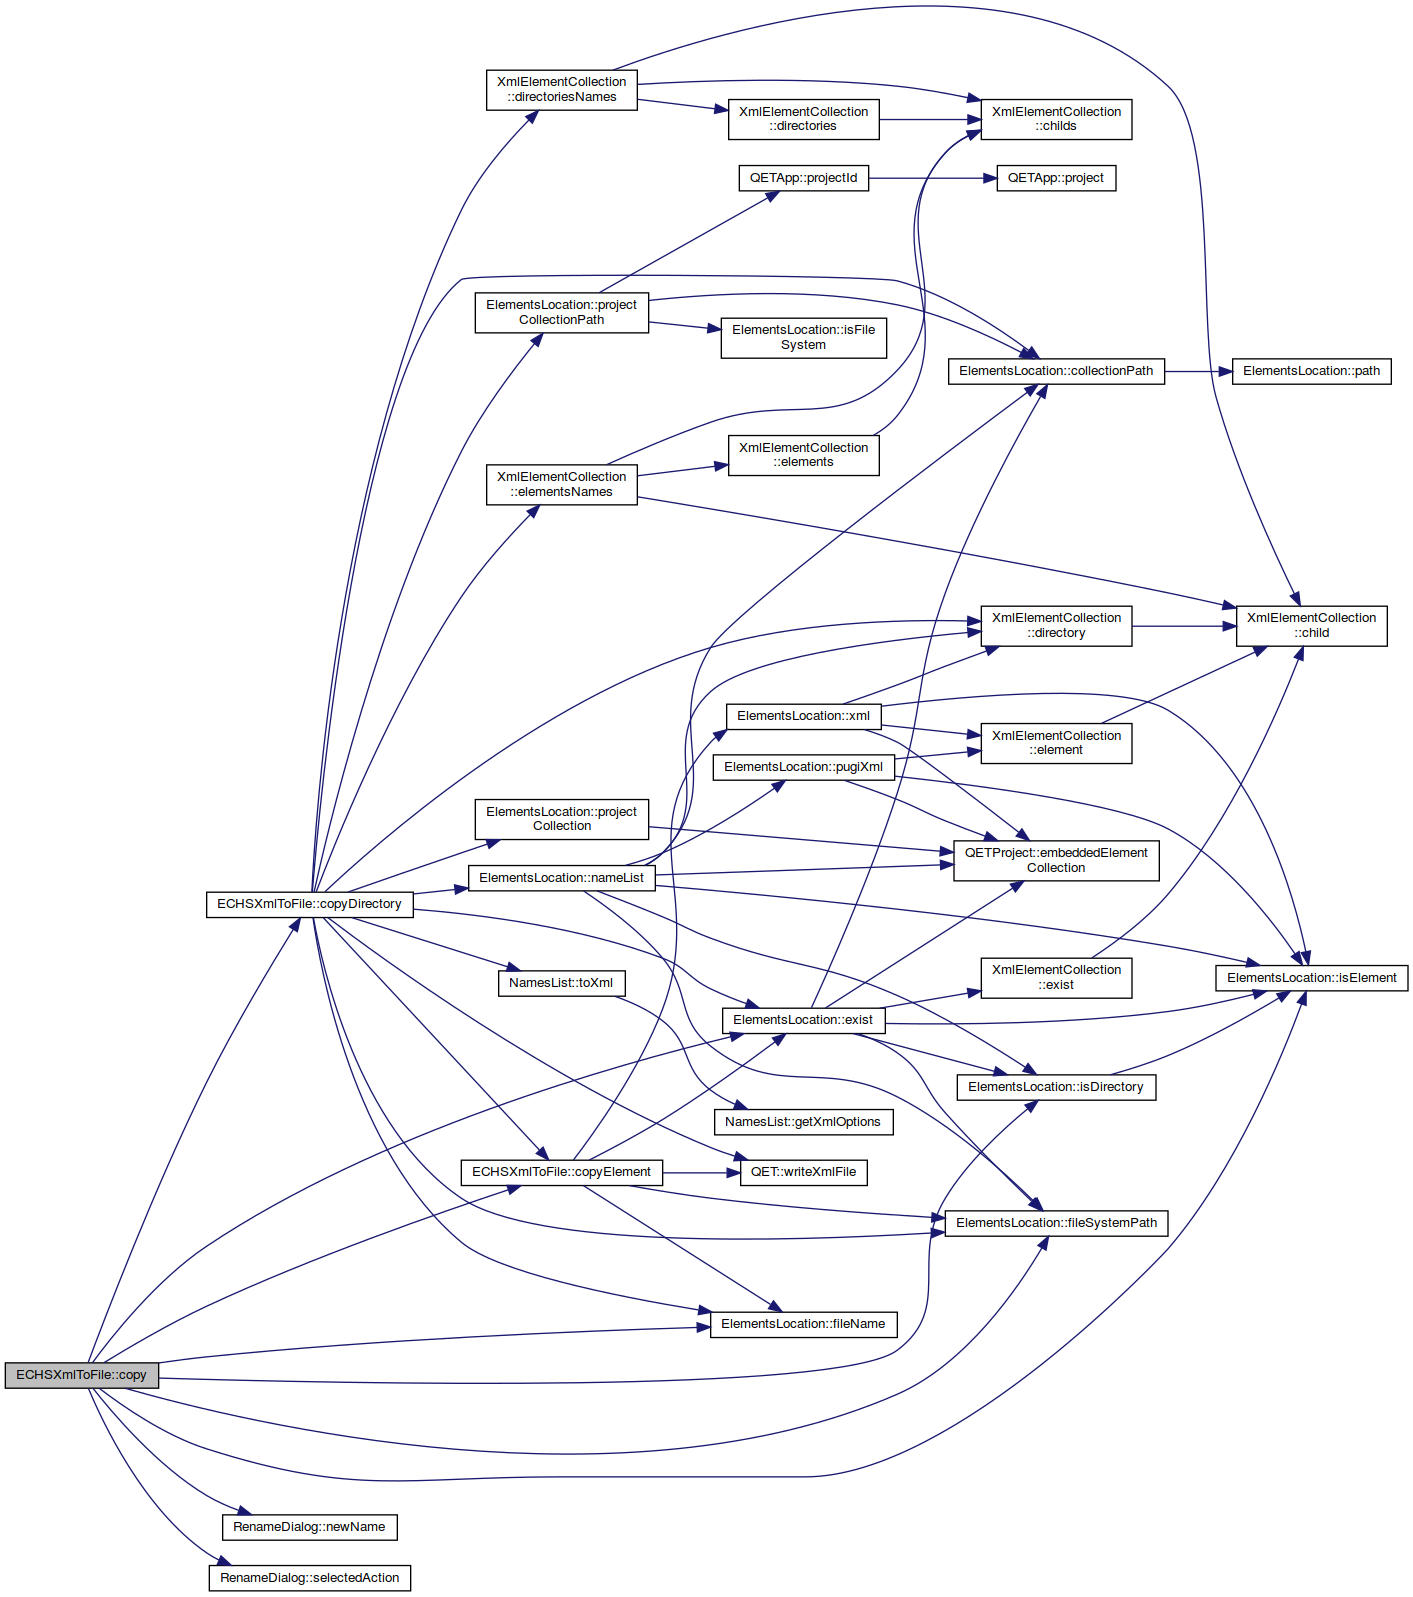 XmlElementCollection
::directoriesNames
XmlElementCollection
::directories
XmlElementCollection
::childs
QETApp::projectId
QETApp::project
ElementsLocation::project
CollectionPath
ElementsLocation::isFile
System
ElementsLocation::collectionPath
ElementsLocation::path
XmlElementCollection
::elements
XmlElementCollection
::elementsNames
XmlElementCollection
::directory
XmlElementCollection
::child
ElementsLocation::xml
XmlElementCollection
::element
ElementsLocation::pugiXml
ElementsLocation::project
Collection
QETProject::embeddedElement
Collection
ElementsLocation::nameList
ECHSXmlToFile::copyDirectory
NamesList::toXml
XmlElementCollection
::exist
ElementsLocation::isElement
ElementsLocation::exist
ElementsLocation::isDirectory
NamesList::getXmlOptions
ECHSXmlToFile::copyElement
QET::writeXmlFile
ElementsLocation::fileSystemPath
ElementsLocation::fileName
ECHSXmlToFile::copy
RenameDialog::newName
RenameDialog::selectedAction